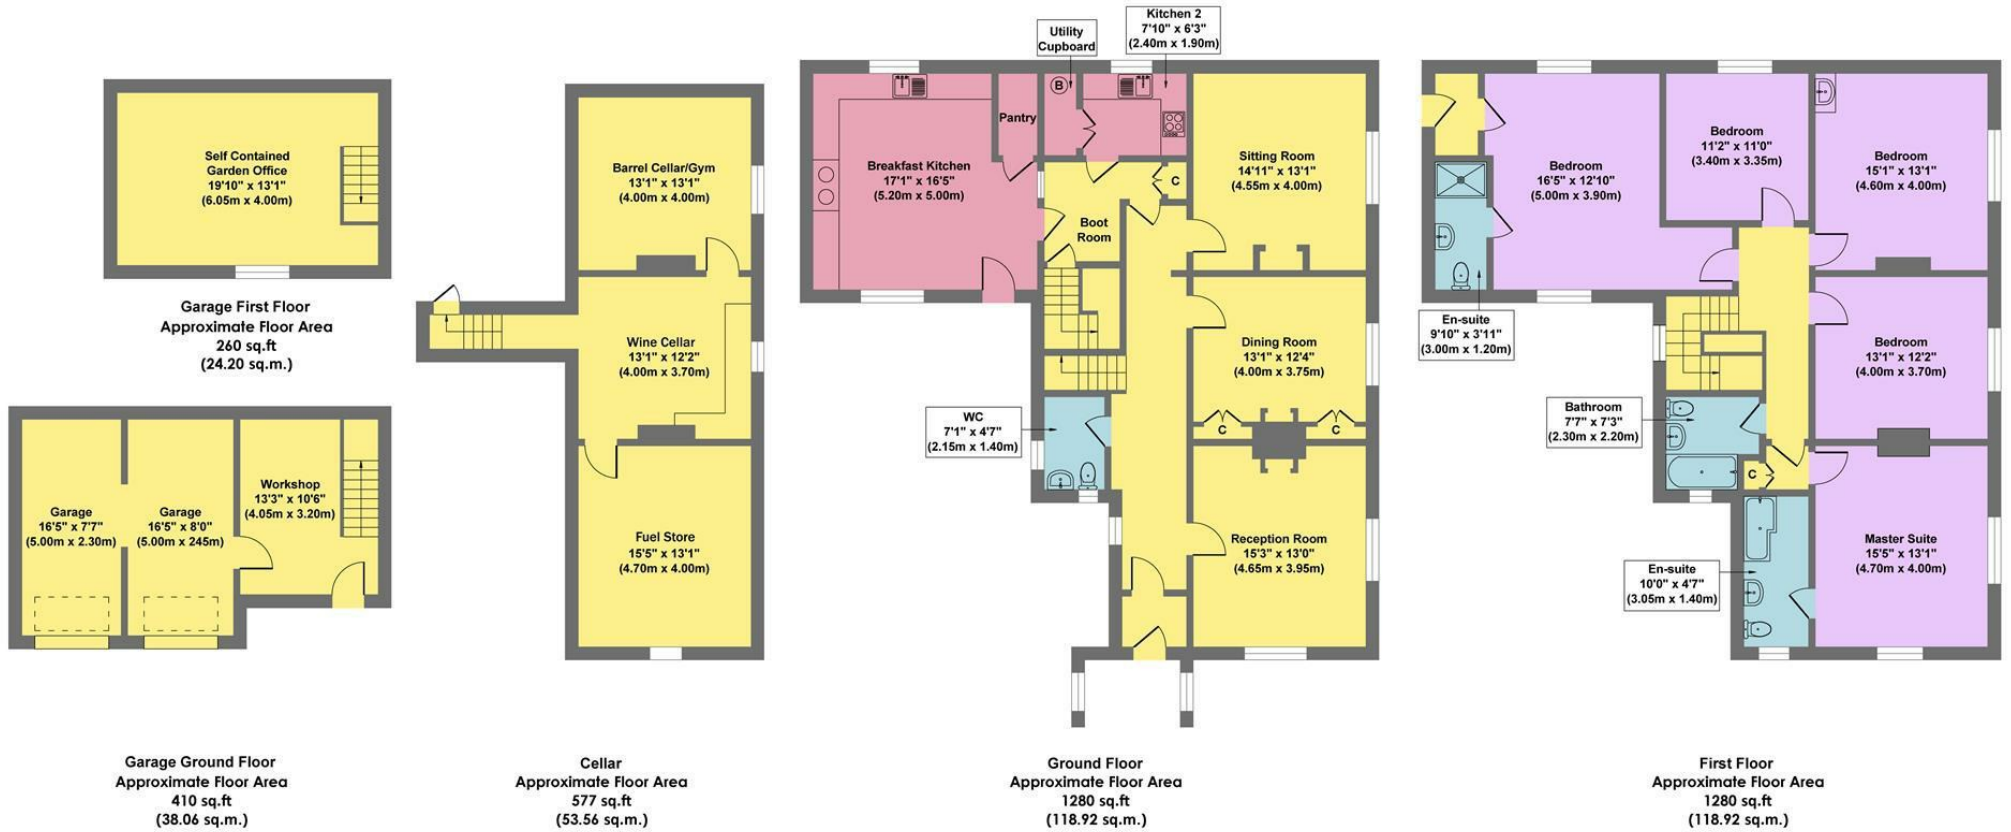 Self Contained
Garden Office
19'10" x 13'1"
(6.05m x 4.00m)
Garage First Floor
Approximate Floor Area
260 sq.ft
(24.20 sq.m.)
Garage
16'5" x 7'7"
(5.00m x 2.30m)
Garage
16'5" x 8'0"
(5.00m x 245m)
Workshop
13'3" x 10'6"
(4.05m x 3.20m)
Garage Ground Floor
Approximate Floor Area
410 sq.ft
(38.06 sq.m.)
Barrel Cellar/Gym
13'1" x 13'1"
(4.00m x 4.00m)
Wine Cellar
13'1" x 12'2"
(4.00m x 3.70m)
Fuel Store
15'5" x 13'1"
(4.70m x 4.00m)
Cellar
Approximate Floor Area
577 sq.ft
(53.56 sq.m.)
Utility
Cupboard
Kitchen 2
7'10" x 6'3"
(2.40m x 1.90m)
B
Pantry
Breakfast Kitchen
17'1" x 16'5"
(5.20m x 5.00m)
C
Boot
Room
Sitting Room
14'11" x 13'1"
(4.55m x 4.00m)
Dining Room
13'1" x 12'4"
(4.00m x 3.75m)
C
C
WC
7'1" x 4'7"
(2.15m x 1.40m)
Reception Room
15'3" x 13'0"
(4.65m x 3.95m)
Ground Floor
Approximate Floor Area
1280 sq.ft
(118.92 sq.m.)
Bedroom
16'5" x 12'10"
(5.00m x 3.90m)
Bedroom
11'2" x 11'0"
(3.40m x 3.35m)
Bedroom
15'1" x 13'1"
(4.60m x 4.00m)
En-suite
9'10" x 3'11"
(3.00m x 1.20m)
Bedroom
13'1" x 12'2"
(4.00m x 3.70m)
Bathroom
7'7" x 7'3"
(2.30m x 2.20m)
C
Master Suite
15'5" x 13'1"
(4.70m x 4.00m)
En-suite
10'0" x 4'7"
(3.05m x 1.40m)
First Floor
Approximate Floor Area
1280 sq.ft
(118.92 sq.m.)